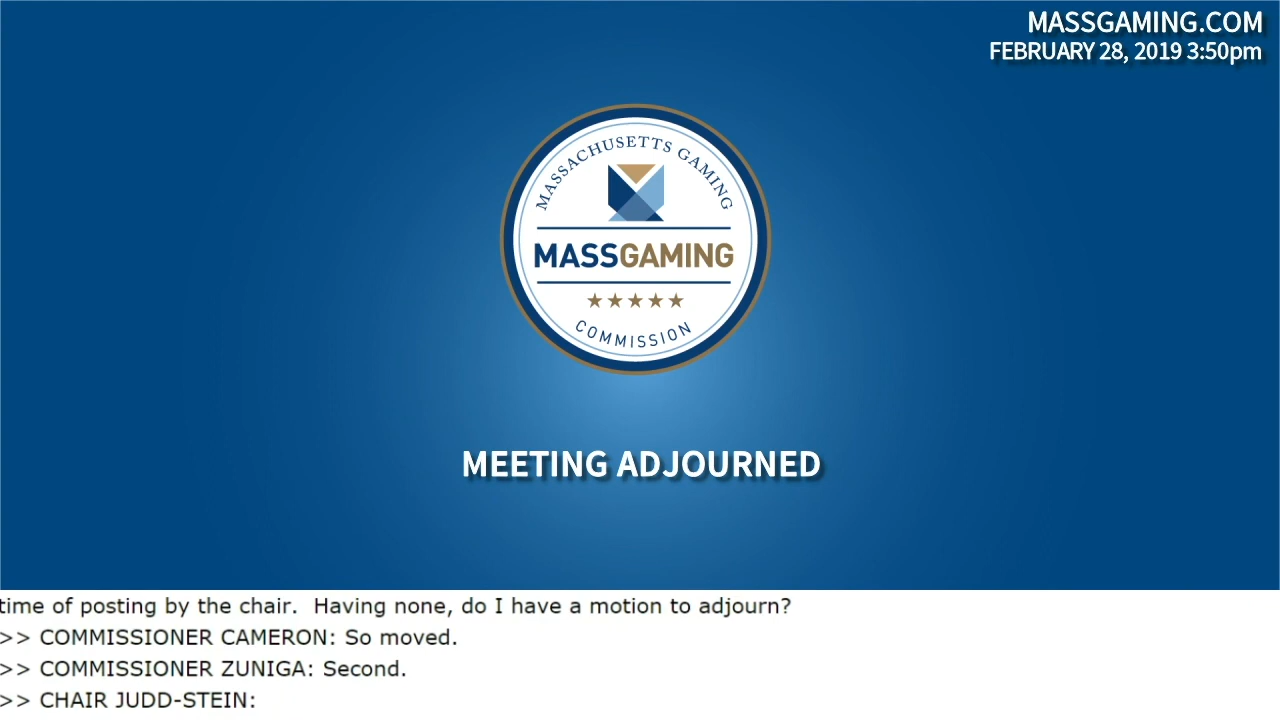 MASSGAMING.COM
FEBRUARY 28, 2019 3:50pm
MASSACHUSETTS GAMING
MASSGAMING
COMMISSION
MEETING ADJOURNED
time of posting by the chair.  Having none, do I have a motion to adjourn?
>> COMMISSIONER CAMERON: So moved.
>> COMMISSIONER ZUNIGA: Second.
>> CHAIR JUDD-STEIN: